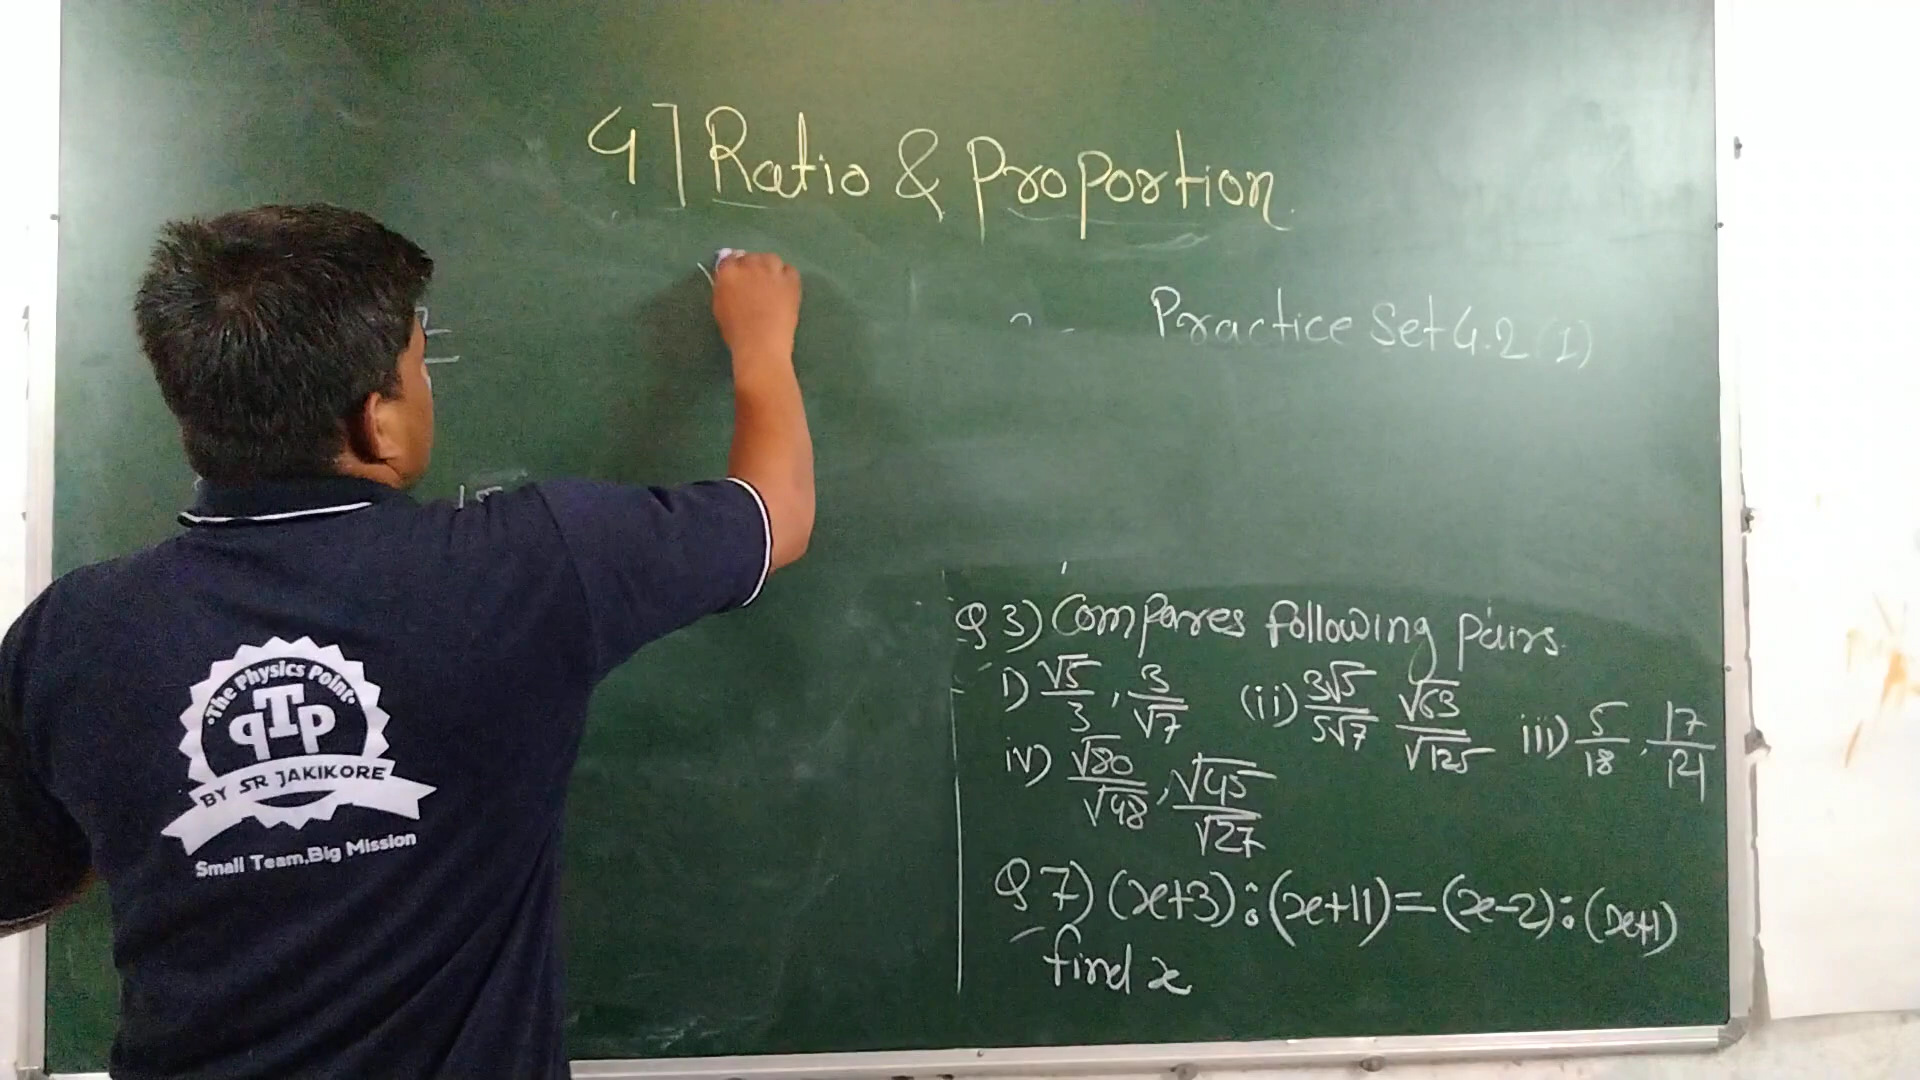 4] Ratio & Proportion
Practice Set 4.2 (1)
Q 3) Compares following pairs.
i) √5/3 , 3/√7 (ii) 3√5/5√7 √63/√125 iii) 5/18 , 17/121
iv) √80/√48 , √45/√27
Q 7) (x+3):(x+11)=(x-2):(x+1)
find x
The Physics Point
qTp
BY SR JAKIKORE
Small Team,Big Mission